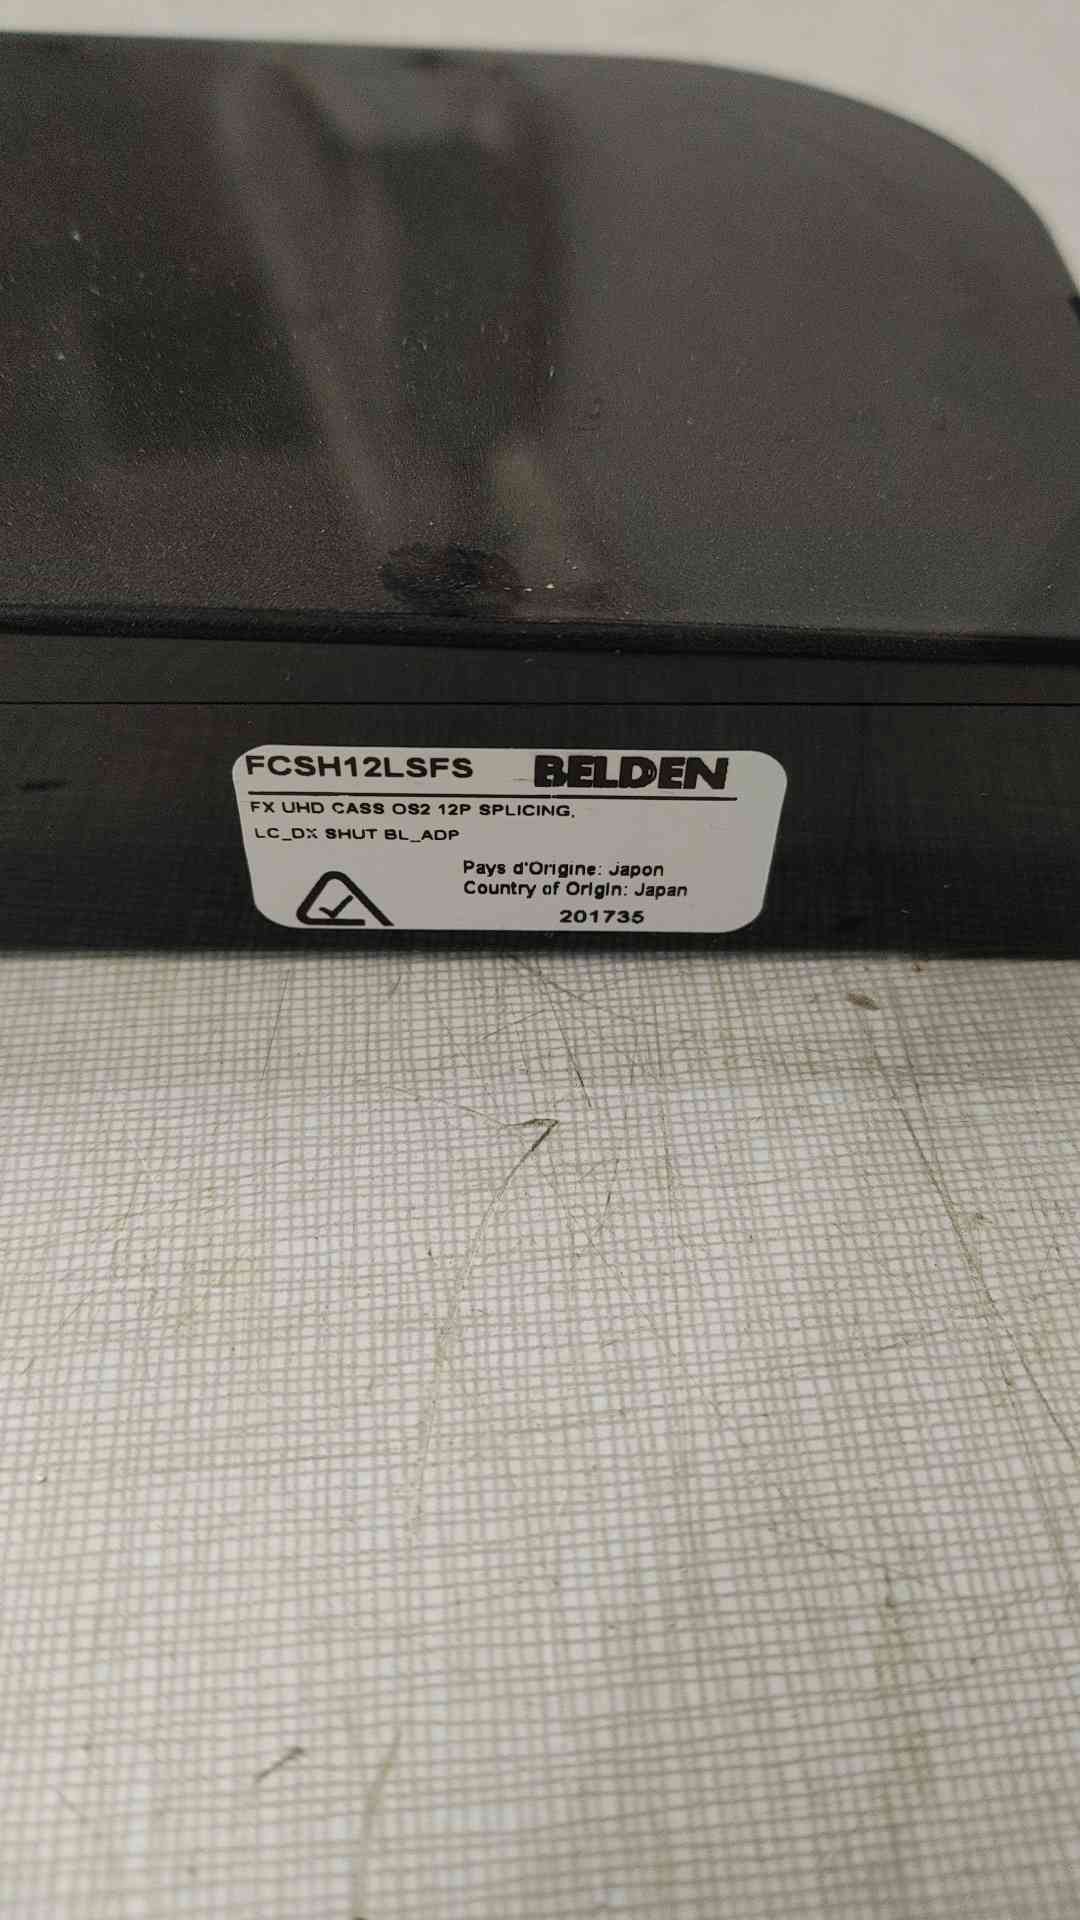 FCSH12LSFS BELDEN
FX UHD CASS OS2 12P SPLICING,
LC_DX SHUT BL_ADP
Pays d'Origine: Japon
Country of Origin: Japan
201735